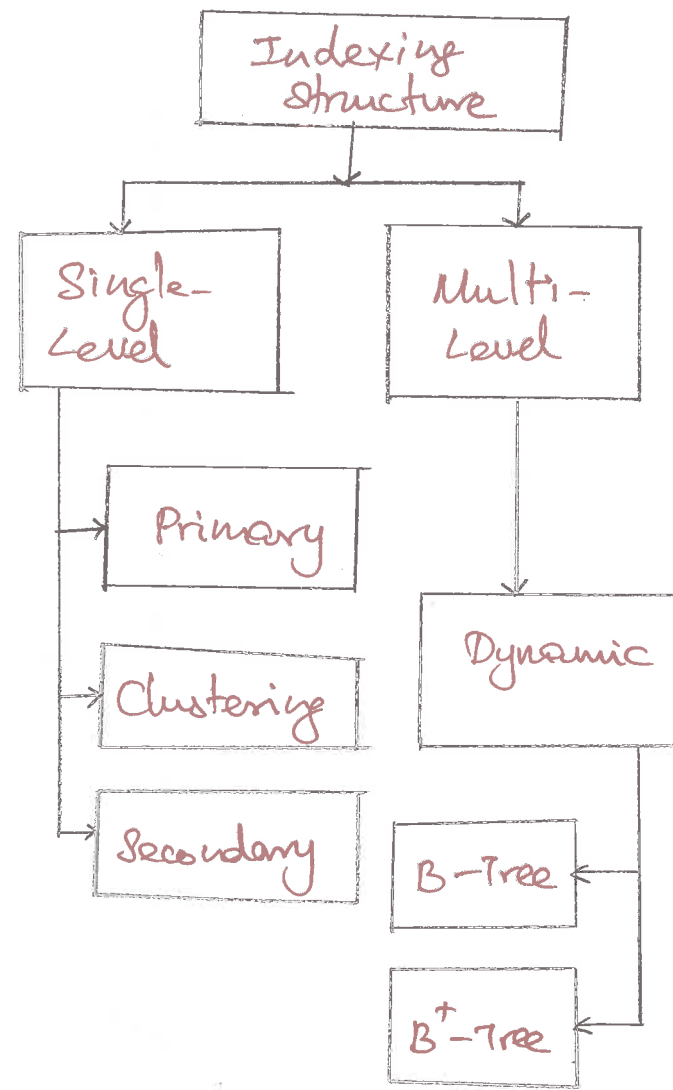 Indexing
structure
Single-
Level
Multi-
Level
Primary
Clustering
Secondary
Dynamic
B-Tree
B+-Tree